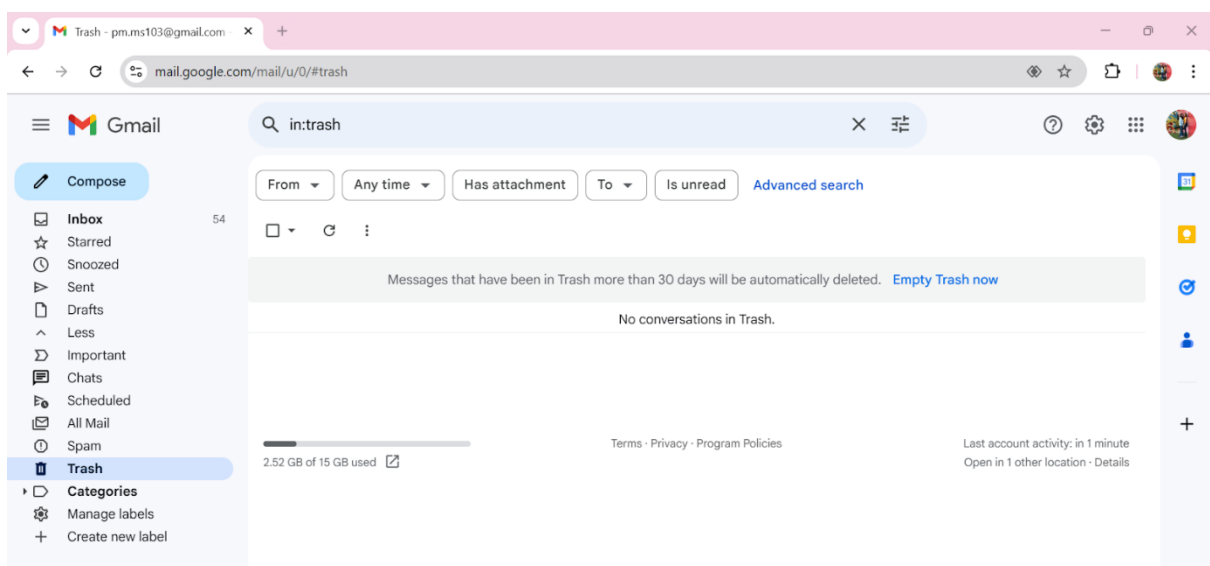 Trash - pm.ms103@gmail.com -
mail.google.com/mail/u/0/#trash
Gmail
in:trash
Compose
From
Any time
Has attachment
To
Is unread
Advanced search
Inbox 54
Starred
Snoozed
Messages that have been in Trash more than 30 days will be automatically deleted. Empty Trash now
Sent
Drafts
No conversations in Trash.
Less
Important
Chats
Scheduled
All Mail
Spam
Terms · Privacy · Program Policies
Last account activity: in 1 minute
2.52 GB of 15 GB used
Open in 1 other location · Details
Trash
Categories
Manage labels
Create new label
31